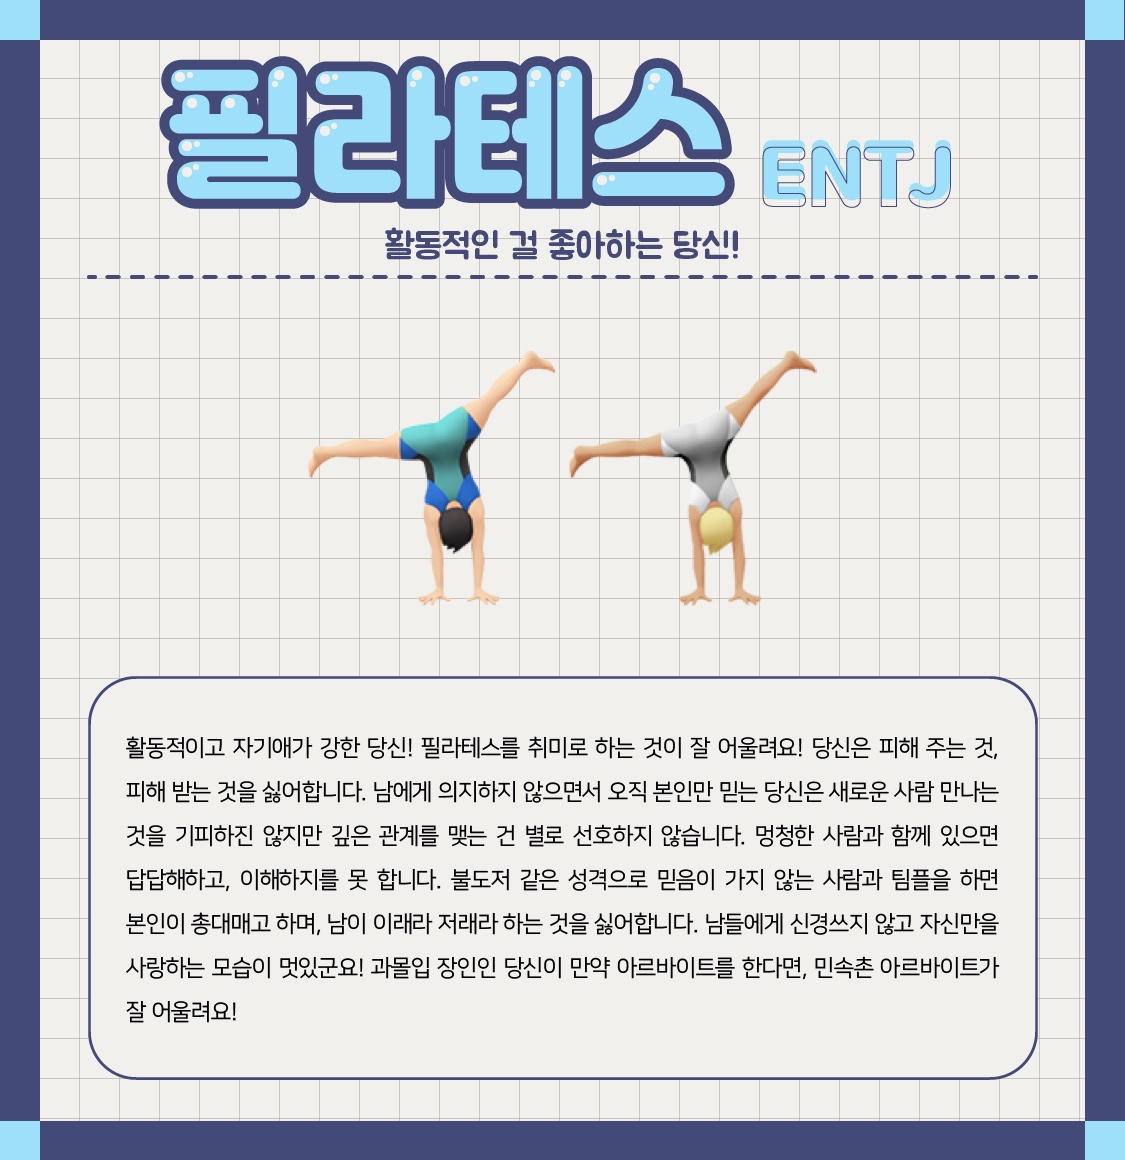 필라테스 ENTJ
활동적인 걸 좋아하는 당신!
활동적이고 자기애가 강한 당신! 필라테스를 취미로 하는 것이 잘 어울려요! 당신은 피해 주는 것,
피해 받는 것을 싫어합니다. 남에게 의지하지 않으면서 오직 본인만 믿는 당신은 새로운 사람 만나는
것을 기피하진 않지만 깊은 관계를 맺는 건 별로 선호하지 않습니다. 멍청한 사람과 함께 있으면
답답해하고, 이해하지를 못 합니다. 불도저 같은 성격으로 믿음이 가지 않는 사람과 팀플을 하면
본인이 총대매고 하며, 남이 이래라 저래라 하는 것을 싫어합니다. 남들에게 신경쓰지 않고 자신만을
사랑하는 모습이 멋있군요! 과몰입 장인인 당신이 만약 아르바이트를 한다면, 민속촌 아르바이트가
잘 어울려요!